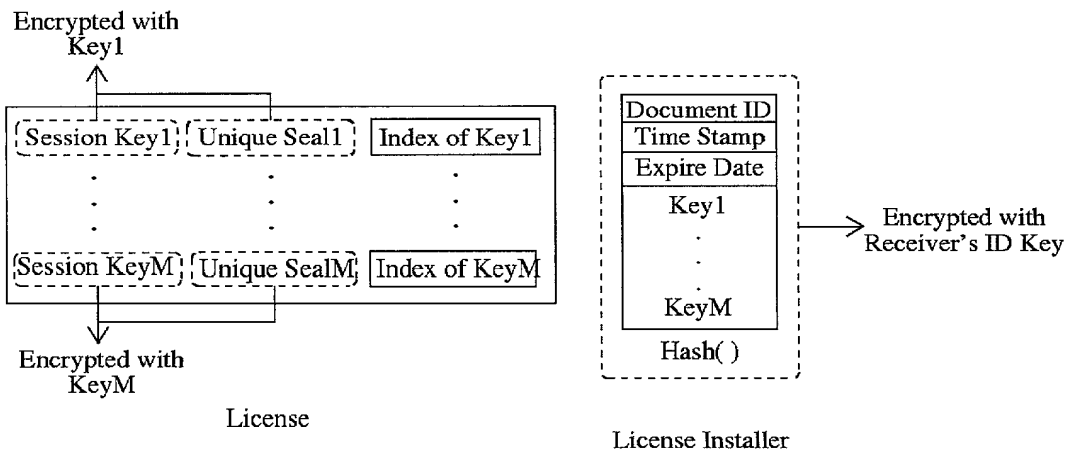 Encrypted with
Key1
Session Key1 Unique Seal1 Index of Key1
Session KeyM Unique SealM Index of KeyM
Encrypted with
KeyM
License
Document ID
Time Stamp
Expire Date
Key1
KeyM
Hash( )
Encrypted with
Receiver's ID Key
License Installer